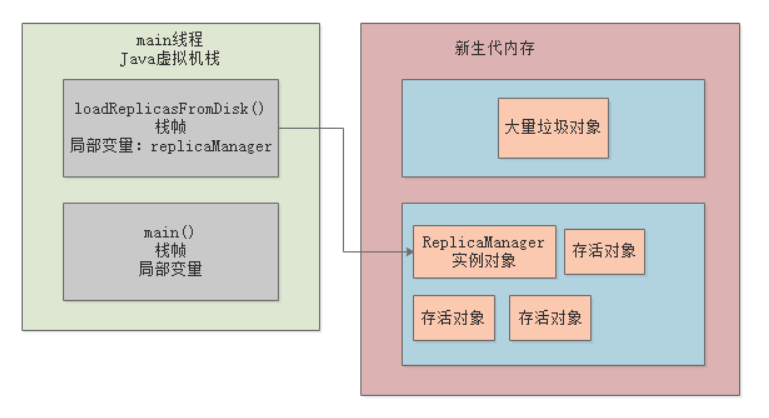 main线程
Java虚拟机栈
loadReplicasFromDisk()
栈帧
局部变量：replicaManager
main()
栈帧
局部变量
新生代内存
大量垃圾对象
ReplicaManager
实例对象
存活对象
存活对象
存活对象